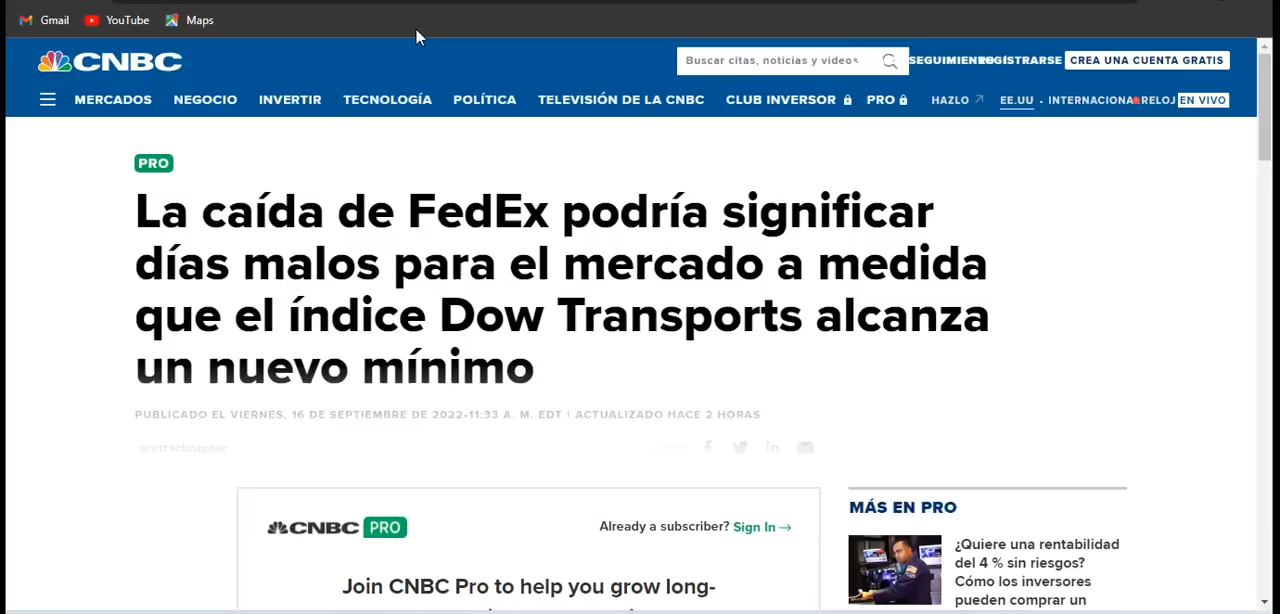 Gmail YouTube Maps
CNBC
Buscar citas, noticias y videos
CREA UNA CUENTA GRATIS
MERCADOS NEGOCIO INVERTIR TECNOLOGÍA POLÍTICA TELEVISIÓN DE LA CNBC CLUB INVERSOR PRO HAZLO EE.UU · INTERNACIONA RELOJ EN VIVO
PRO
La caída de FedEx podría significar
días malos para el mercado a medida
que el índice Dow Transports alcanza
un nuevo mínimo
PUBLICADO EL VIERNES, 16 DE SEPTIEMBRE DE 2022•11:33 A. M. EDT | ACTUALIZADO HACE 2 HORAS
CNBC PRO
Already a subscriber? Sign In →
Join CNBC Pro to help you grow long-
MÁS EN PRO
¿Quiere una rentabilidad
del 4 % sin riesgos?
Cómo los inversores
pueden comprar un